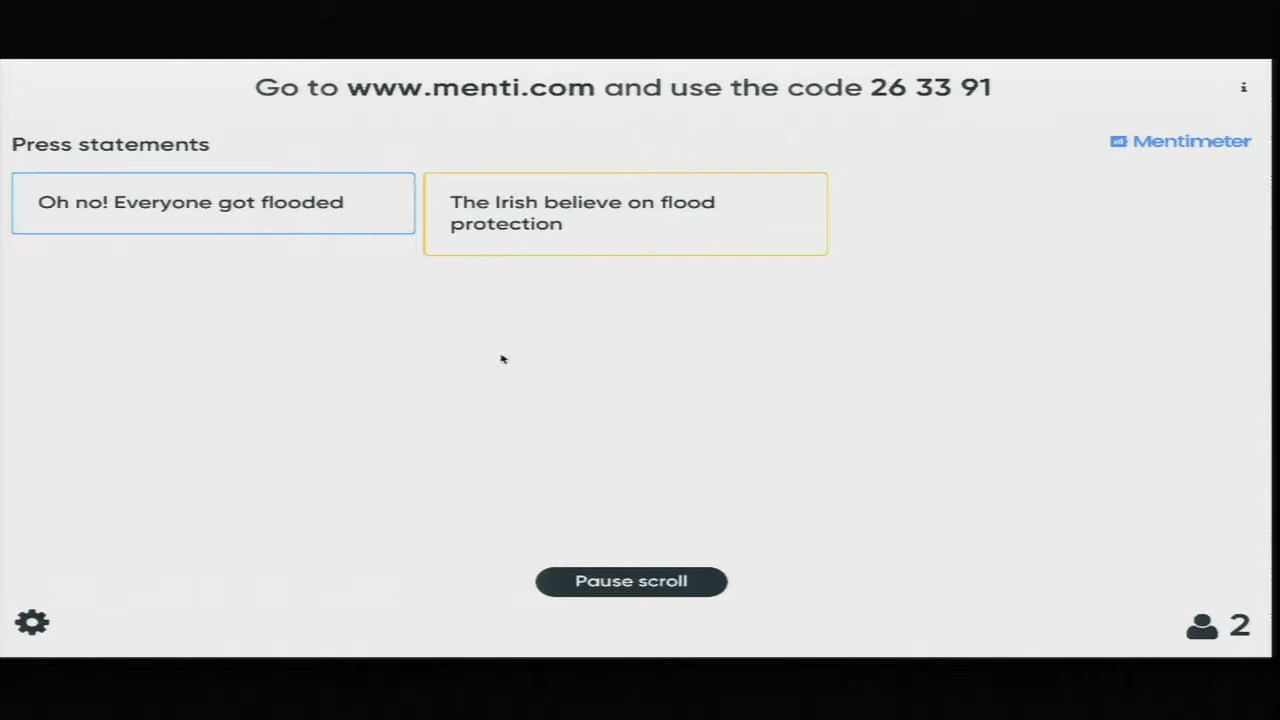 Go to www.menti.com and use the code 26 33 91
i
Press statements
Mentimeter
Oh no! Everyone got flooded
The Irish believe on flood
protection
Pause scroll
2